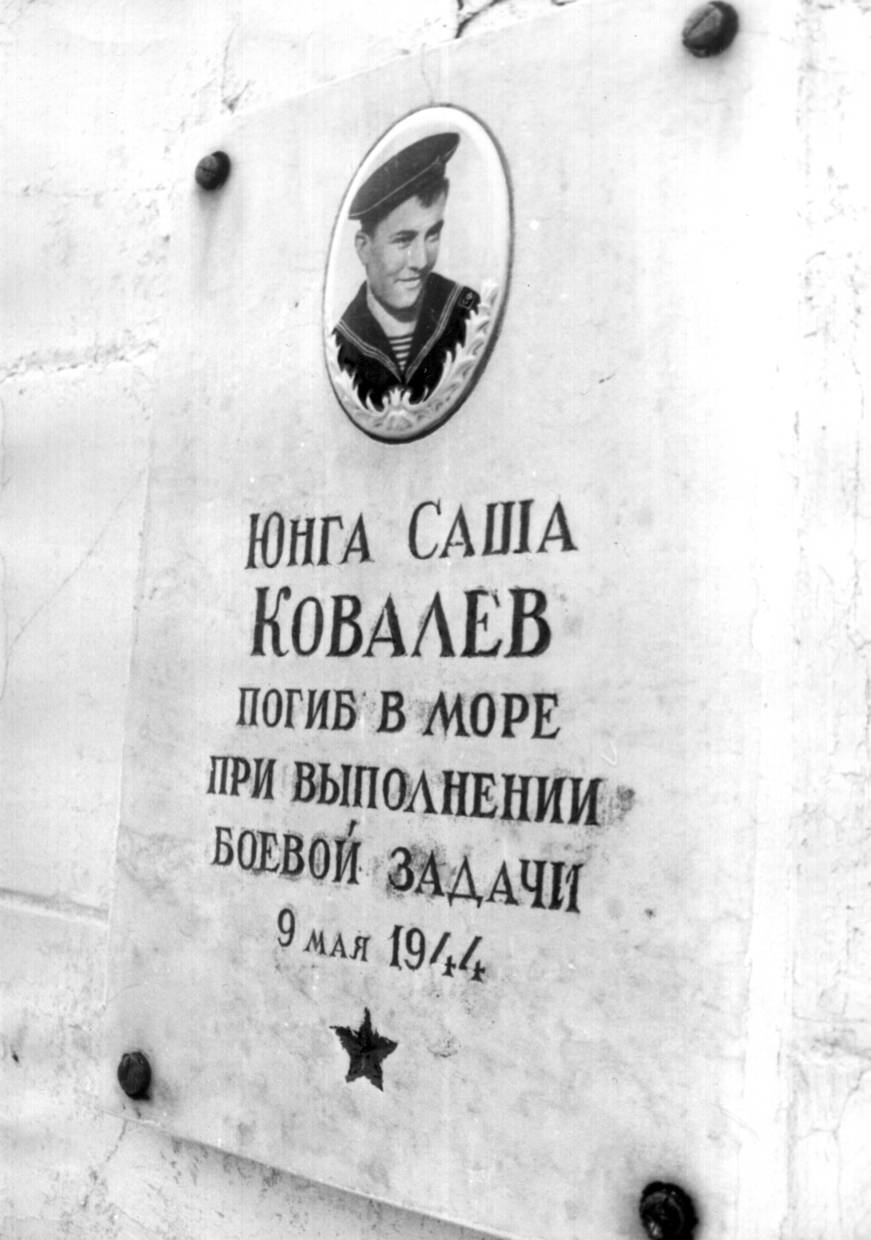 Юнга Саша
Ковалев
погиб в море
при выполнении
боевой задачи
9 мая 1944